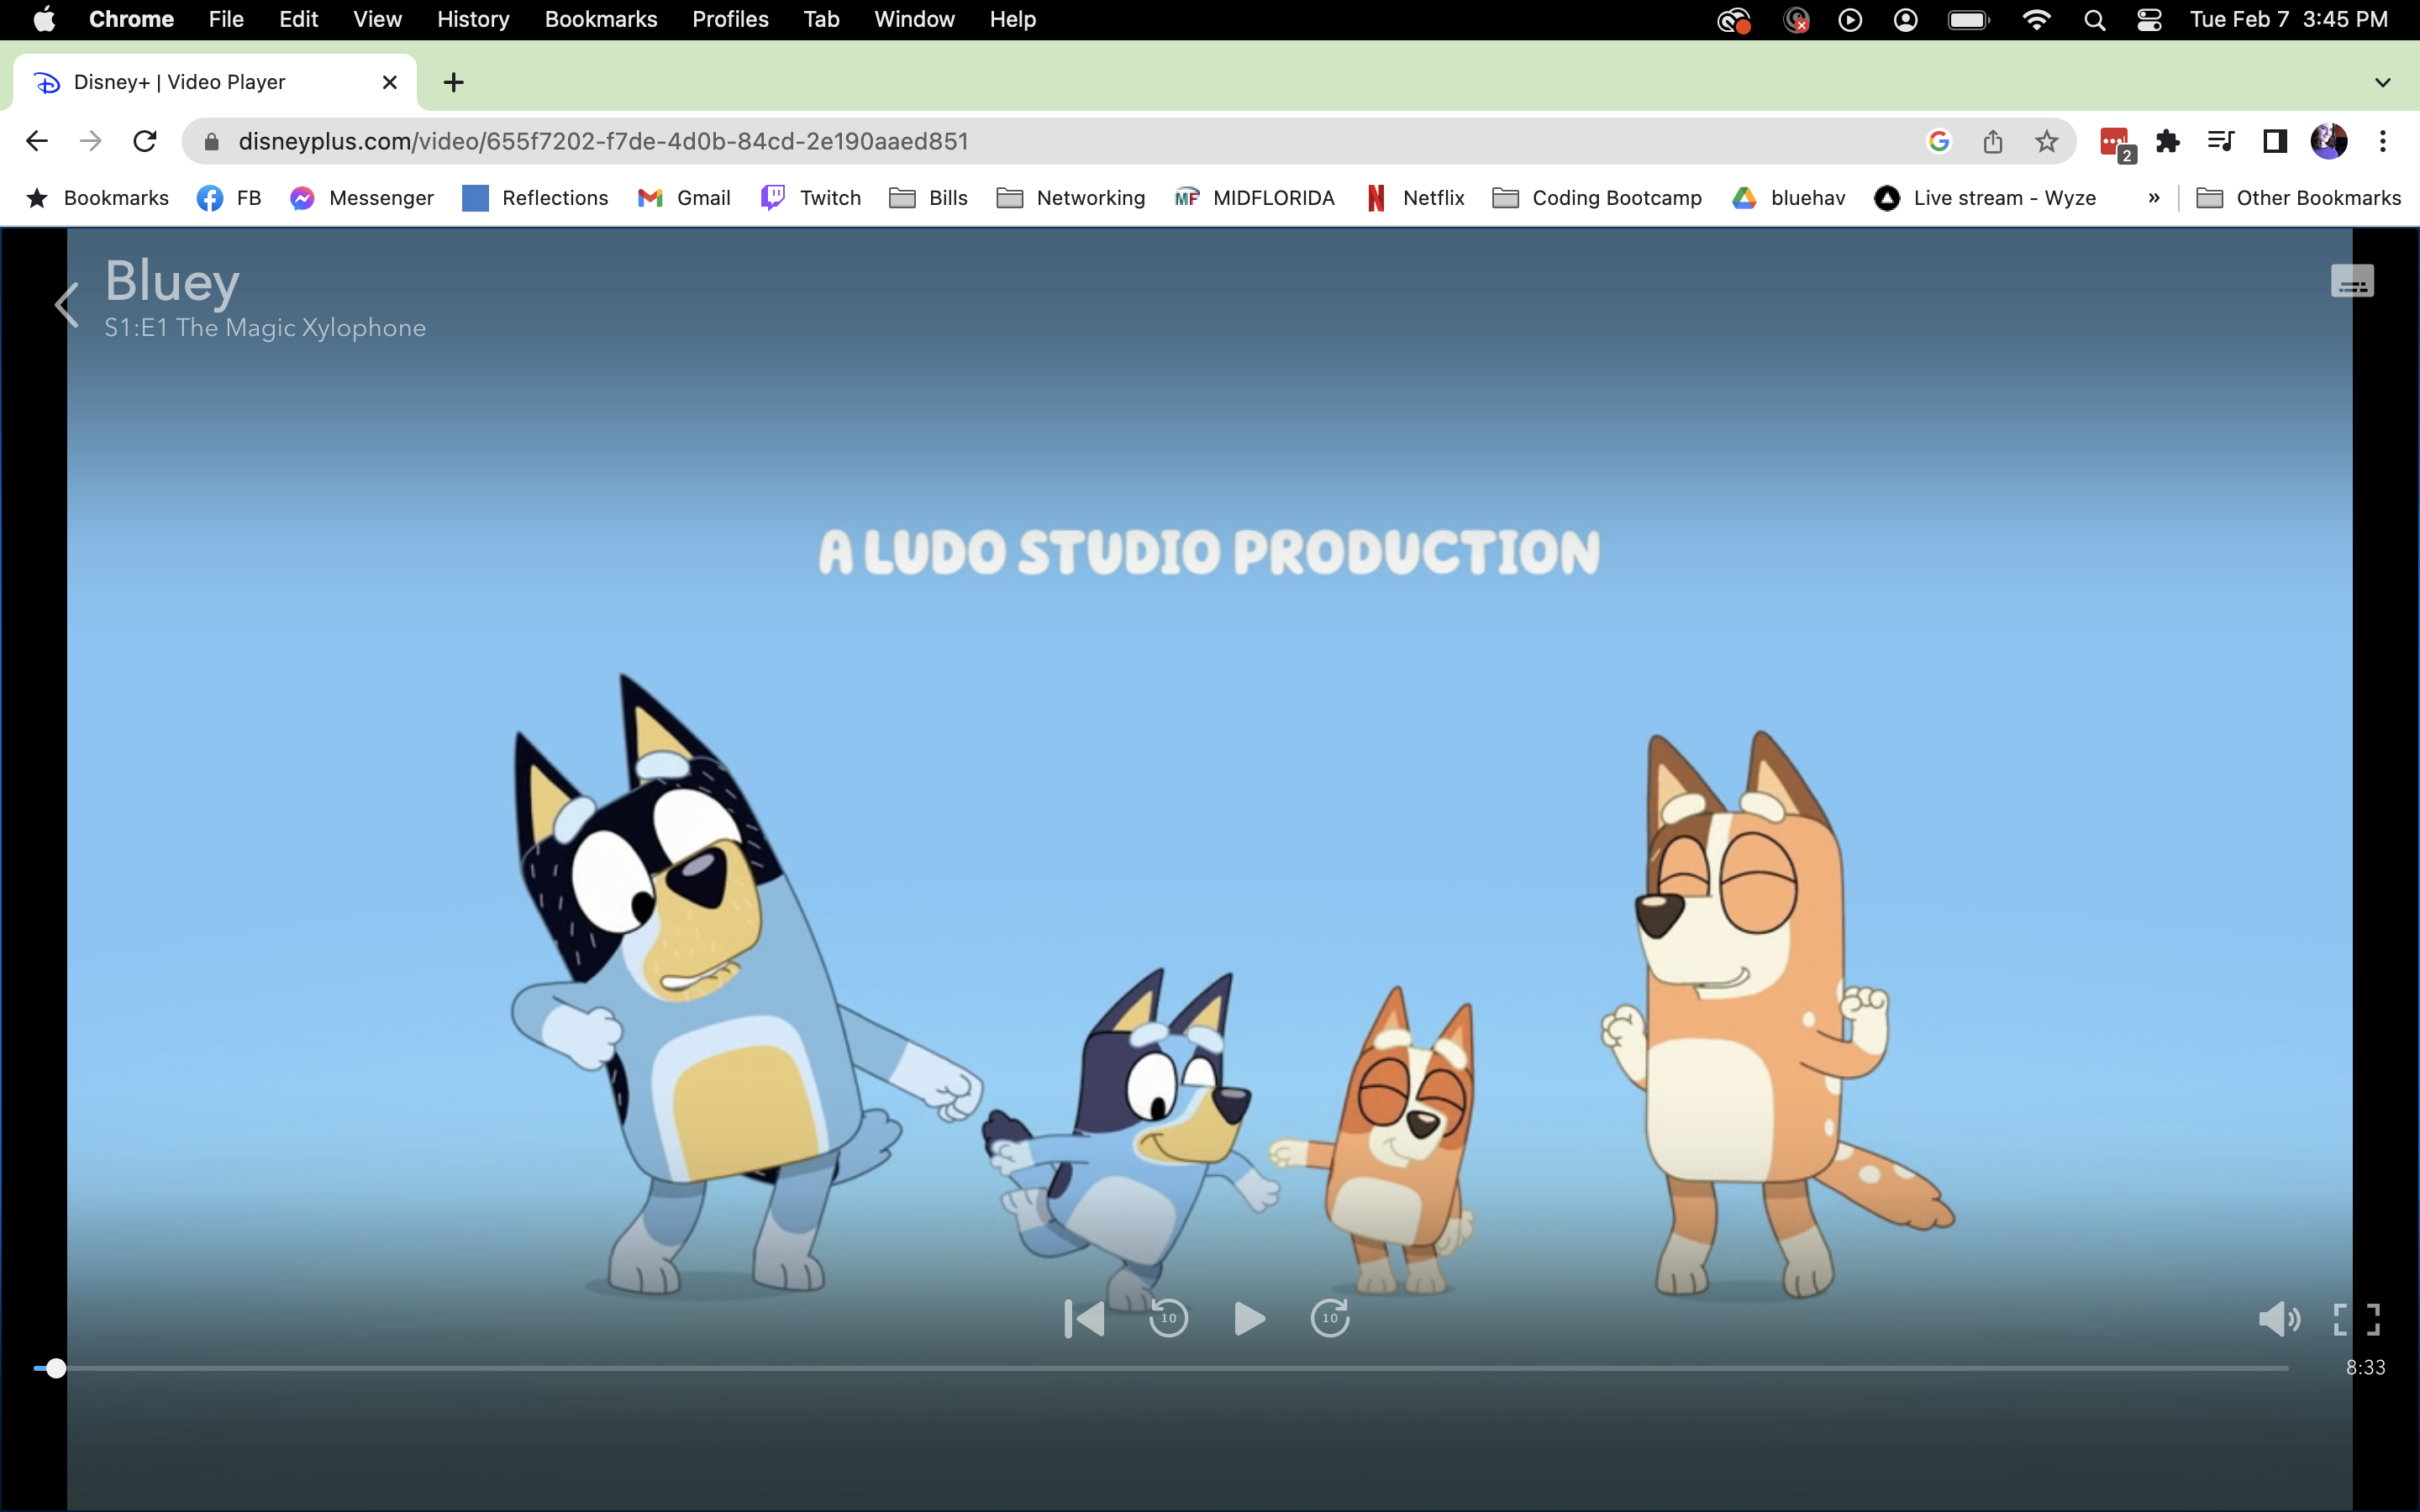 Chrome File Edit View History Bookmarks Profiles Tab Window Help Tue Feb 7 3:45 PM
Disney+ | Video Player
disneyplus.com/video/655f7202-f7de-4d0b-84cd-2e190aaed851 2
Bookmarks FB Messenger Reflections Gmail Twitch Bills Networking MF MIDFLORIDA Netflix Coding Bootcamp bluehav Live stream - Wyze » Other Bookmarks
Bluey
S1:E1 The Magic Xylophone
A LUDO STUDIO PRODUCTION
10 10
8:33